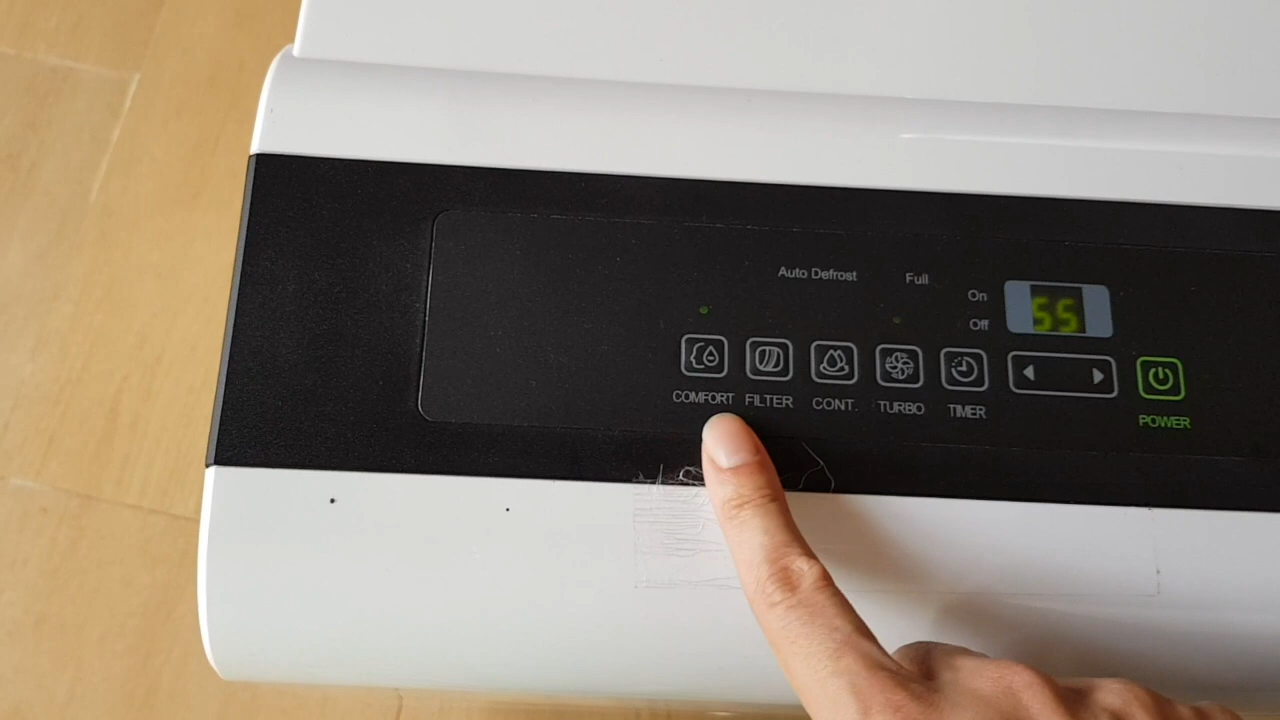 Auto Defrost Full
On
Off
55
COMFORT FILTER CONT. TURBO TIMER POWER